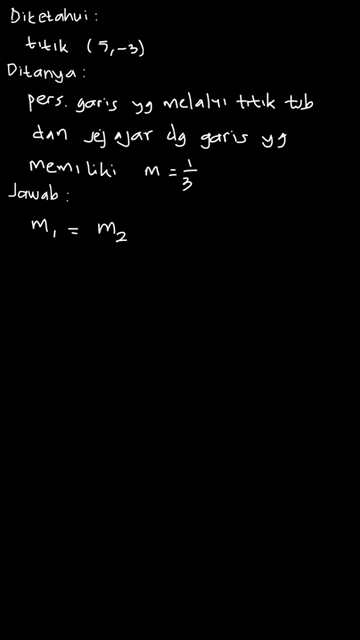 Diketahui :
titik (5, -3)
Ditanya :
pers. garis yg melalui titik tsb
dan sejajar dg garis yg
memiliki m = 1/3
Jawab :
m₁ = m₂